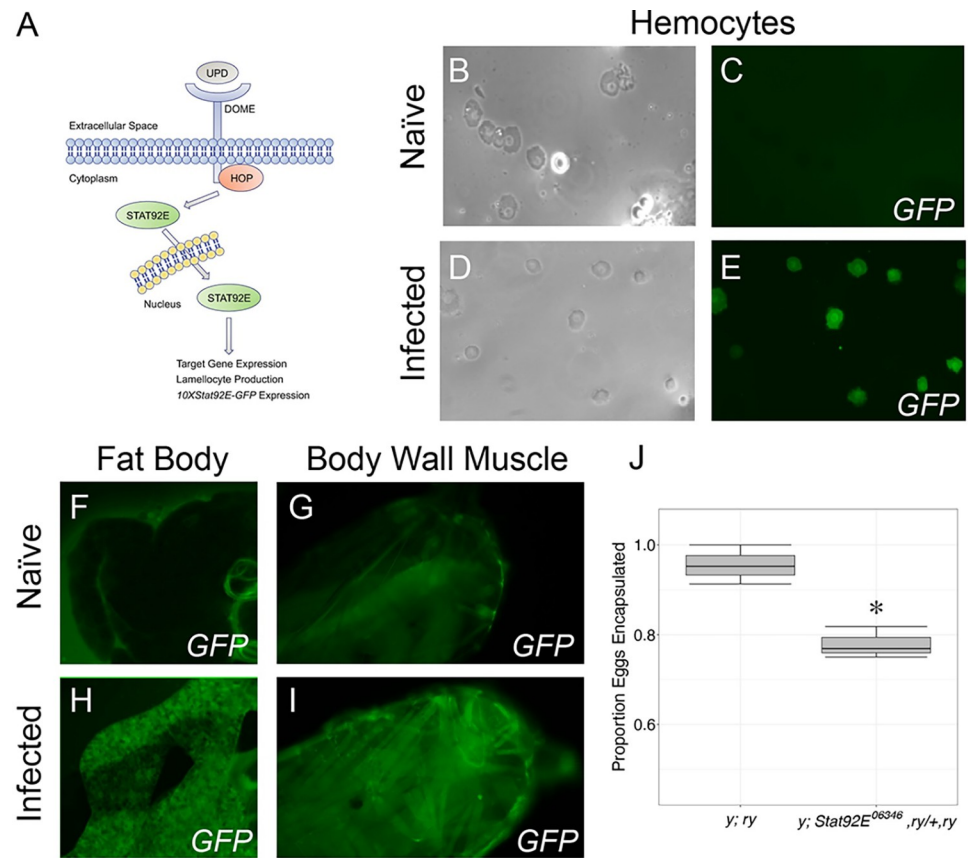 A
UPD
DOME
Extracellular Space
Cytoplasm
HOP
STAT92E
Nucleus
STAT92E
Target Gene Expression
Lamellocyte Production
10XStat92E-GFP Expression
Hemocytes
Naïve
B
C
GFP
Infected
D
E
GFP
Fat Body
Body Wall Muscle
Naïve
F
GFP
G
GFP
Infected
H
GFP
I
GFP
J
Proportion Eggs Encapsulated
1.0
0.8
0.6
*
y; ry
y; Stat92E⁰⁶³⁴⁶ ,ry/+,ry